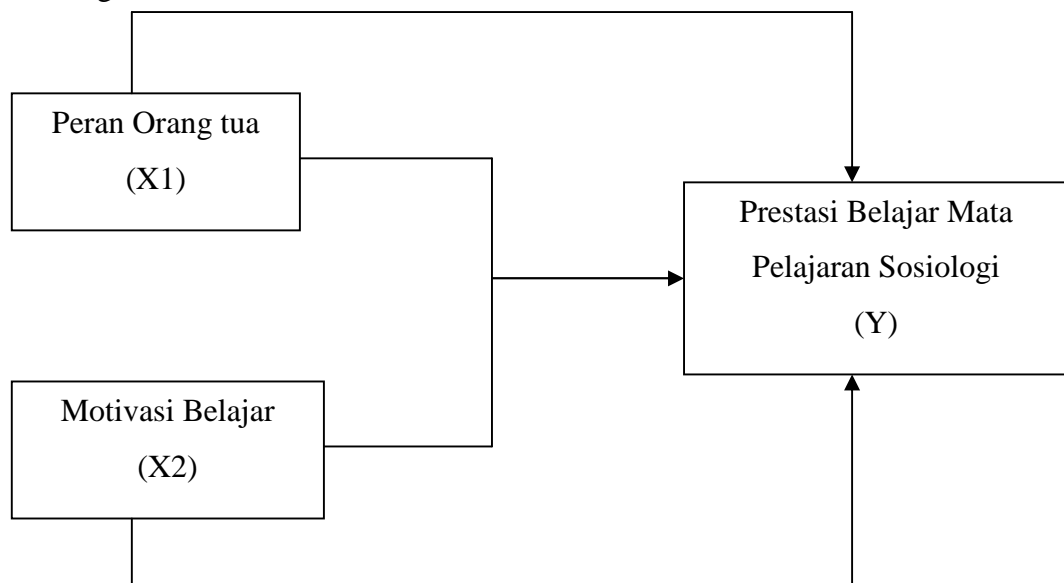 Peran Orang tua
(X1)
Prestasi Belajar Mata
Pelajaran Sosiologi
(Y)
Motivasi Belajar
(X2)